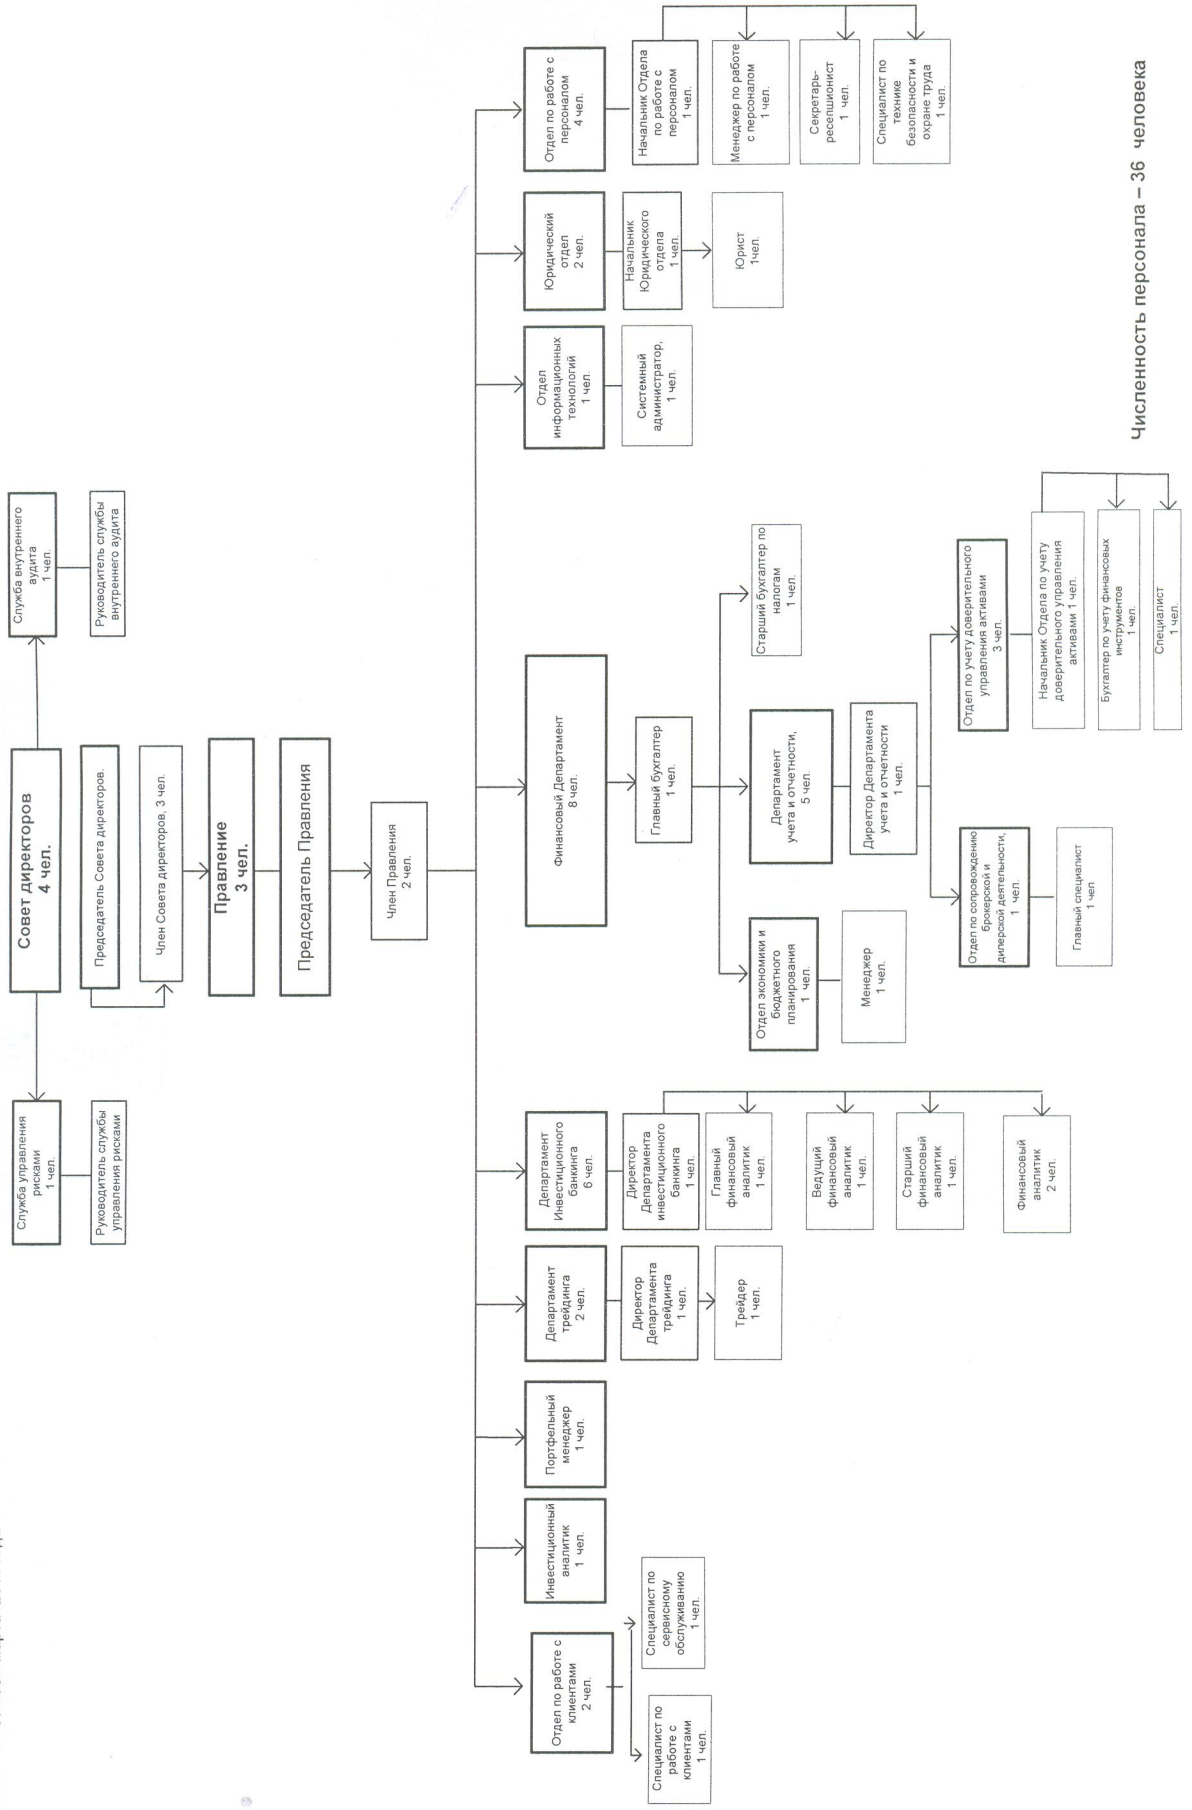 Совет директоров
4 чел.
Служба управления
рисками
1 чел.
Руководитель службы
управления рисками
Служба внутреннего
аудита
1 чел.
Руководитель службы
внутреннего аудита
Председатель Совета директоров.
Член Совета директоров, 3 чел.
Правление
3 чел.
Председатель Правления
Член Правления
2 чел.
Отдел по работе с
клиентами
2 чел.
Специалист по
работе с
клиентами
1 чел.
Специалист по
сервисному
обслуживанию
1 чел.
Инвестиционный
аналитик
1 чел.
Портфельный
менеджер
1 чел.
Департамент
трейдинга
2 чел.
Директор
Департамента
трейдинга
1 чел.
Трейдер
1 чел.
Департамент
Инвестиционного
банкинга
6 чел.
Директор
Департамента
инвестиционного
банкинга
1 чел.
Главный
финансовый
аналитик
1 чел.
Ведущий
финансовый
аналитик
1 чел.
Старший
финансовый
аналитик
1 чел.
Финансовый
аналитик
2 чел.
Финансовый Департамент
8 чел.
Главный бухгалтер
1 чел.
Отдел экономики и
бюджетного
планирования
1 чел.
Менеджер
1 чел.
Департамент
учета и отчетности,
5 чел.
Директор Департамента
учета и отчетности
1 чел.
Старший бухгалтер по
налогам
1 чел.
Отдел по сопровождению
брокерской и
дилерской деятельности,
1 чел.
Главный специалист
1 чел
Отдел по учету доверительного
управления активами
3 чел.
Начальник Отдела по учету
доверительного управления
активами 1 чел.
Бухгалтер по учету финансовых
инструментов
1 чел.
Специалист
1 чел.
Отдел
информационных
технологий
1 чел.
Системный
администратор,
1 чел.
Юридический
отдел
2 чел.
Начальник
Юридического
отдела
1 чел.
Юрист
1чел.
Отдел по работе с
персоналом
4 чел.
Начальник Отдела
по работе с
персоналом
1 чел.
Менеджер по работе
с персоналом
1 чел.
Секретарь-
ресепшионист
1 чел.
Специалист по
технике
безопасности и
охране труда
1 чел.
Численность персонала – 36 человека